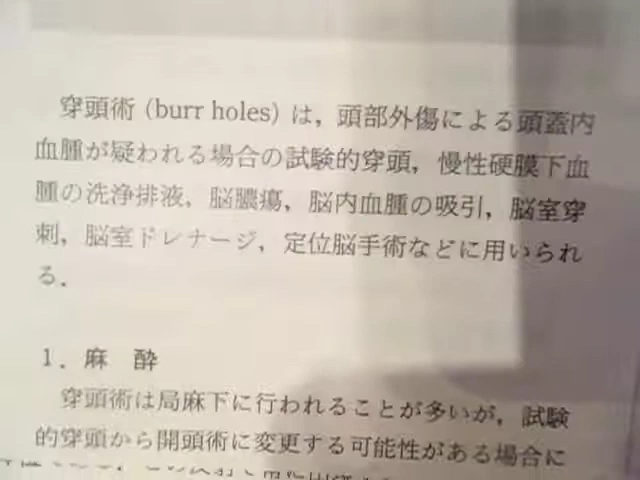 穿頭術 (burr holes) は，頭部外傷による頭蓋内
血腫が疑われる場合の試験的穿頭，慢性硬膜下血
腫の洗浄排液，脳膿瘍，脳内血腫の吸引，脳室穿
刺，脳室ドレナージ，定位脳手術などに用いられ
る．
1．麻　酔
穿頭術は局麻下に行われることが多いが，試験
的穿頭から開頭術に変更する可能性がある場合に